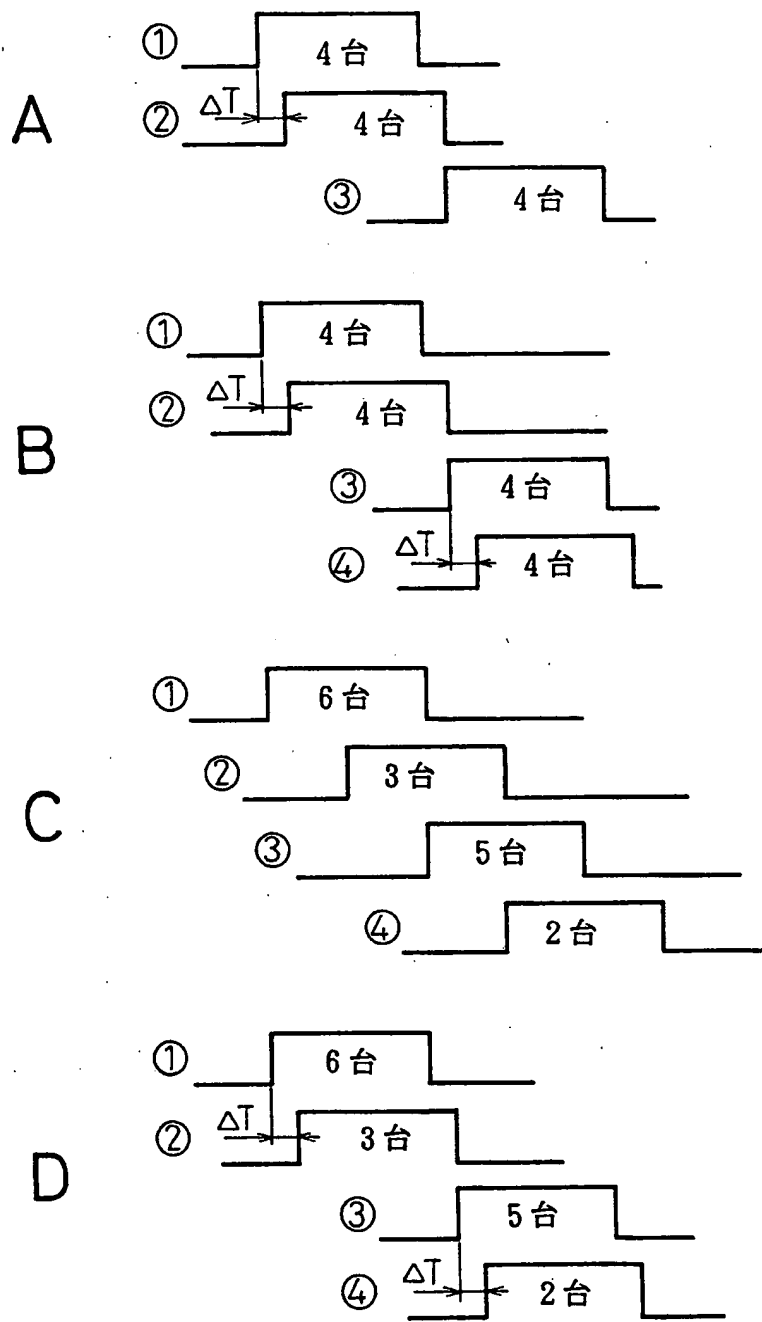 A
① 4台
ΔT
② 4台
③ 4台
B
① 4台
ΔT
② 4台
③ 4台
ΔT
④ 4台
C
① 6台
② 3台
③ 5台
④ 2台
D
① 6台
ΔT
② 3台
③ 5台
ΔT
④ 2台